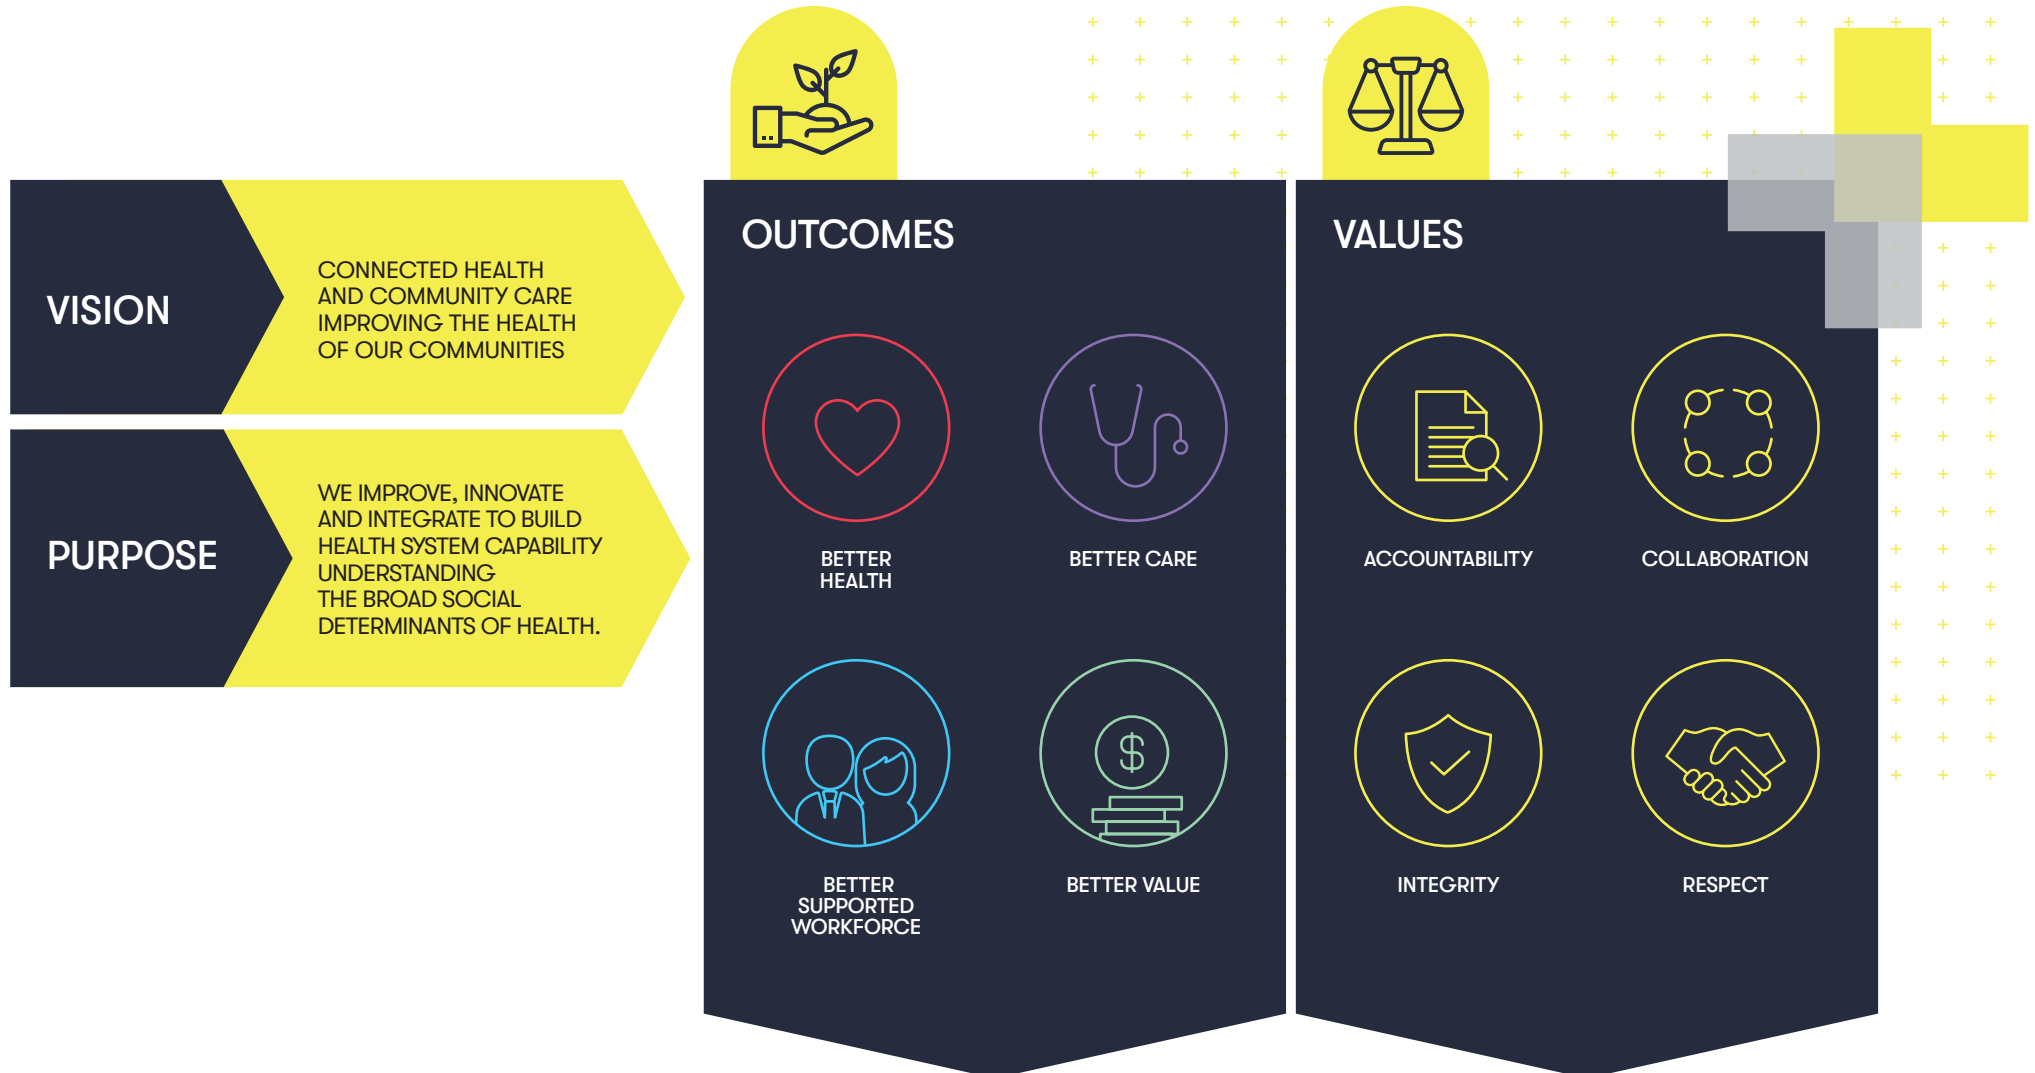 VISION
CONNECTED HEALTH
AND COMMUNITY CARE
IMPROVING THE HEALTH
OF OUR COMMUNITIES
PURPOSE
WE IMPROVE, INNOVATE
AND INTEGRATE TO BUILD
HEALTH SYSTEM CAPABILITY
UNDERSTANDING
THE BROAD SOCIAL
DETERMINANTS OF HEALTH.
OUTCOMES
BETTER
HEALTH
BETTER CARE
BETTER
SUPPORTED
WORKFORCE
$
BETTER VALUE
VALUES
ACCOUNTABILITY
COLLABORATION
INTEGRITY
RESPECT